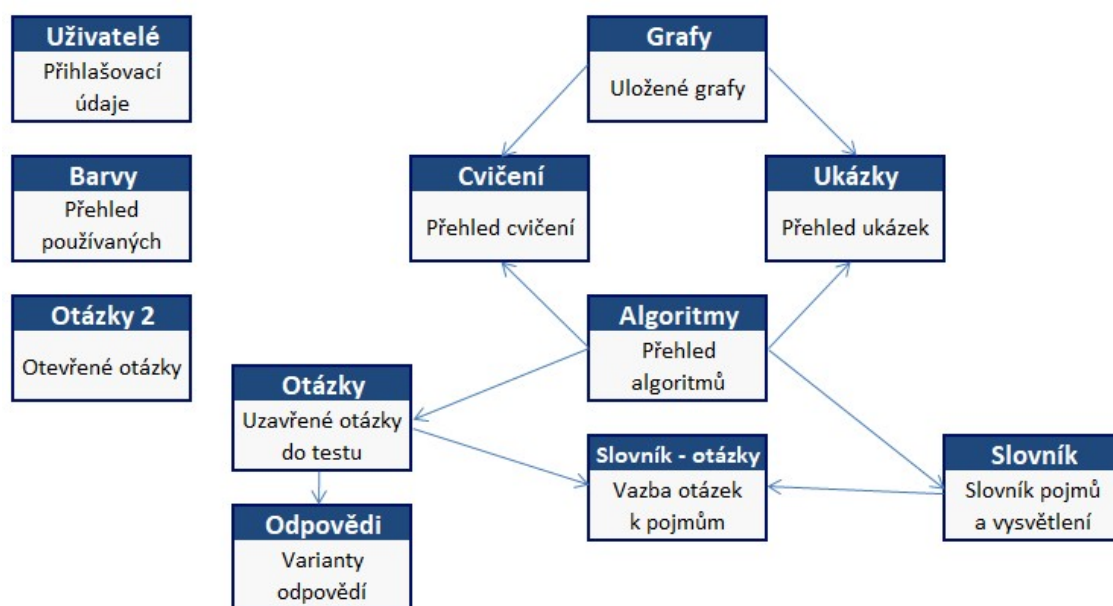 Uživatelé
Přihlašovací
údaje
Grafy
Uložené grafy
Barvy
Přehled
používaných
Cvičení
Přehled cvičení
Ukázky
Přehled ukázek
Otázky 2
Otevřené otázky
Algoritmy
Přehled
algoritmů
Otázky
Uzavřené otázky
do testu
Slovník - otázky
Vazba otázek
k pojmům
Slovník
Slovník pojmů
a vysvětlení
Odpovědi
Varianty
odpovědí